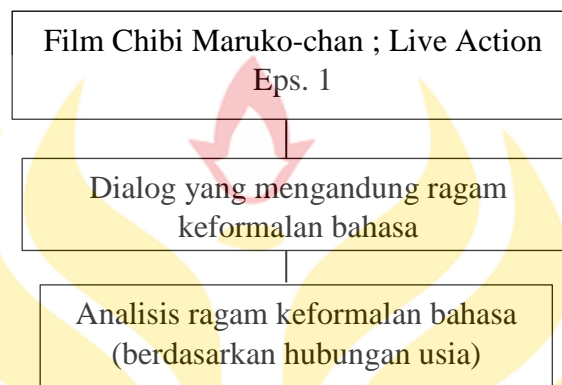 Film Chibi Maruko-chan ; Live Action
Eps. 1
Dialog yang mengandung ragam
keformalan bahasa
Analisis ragam keformalan bahasa
(berdasarkan hubungan usia)